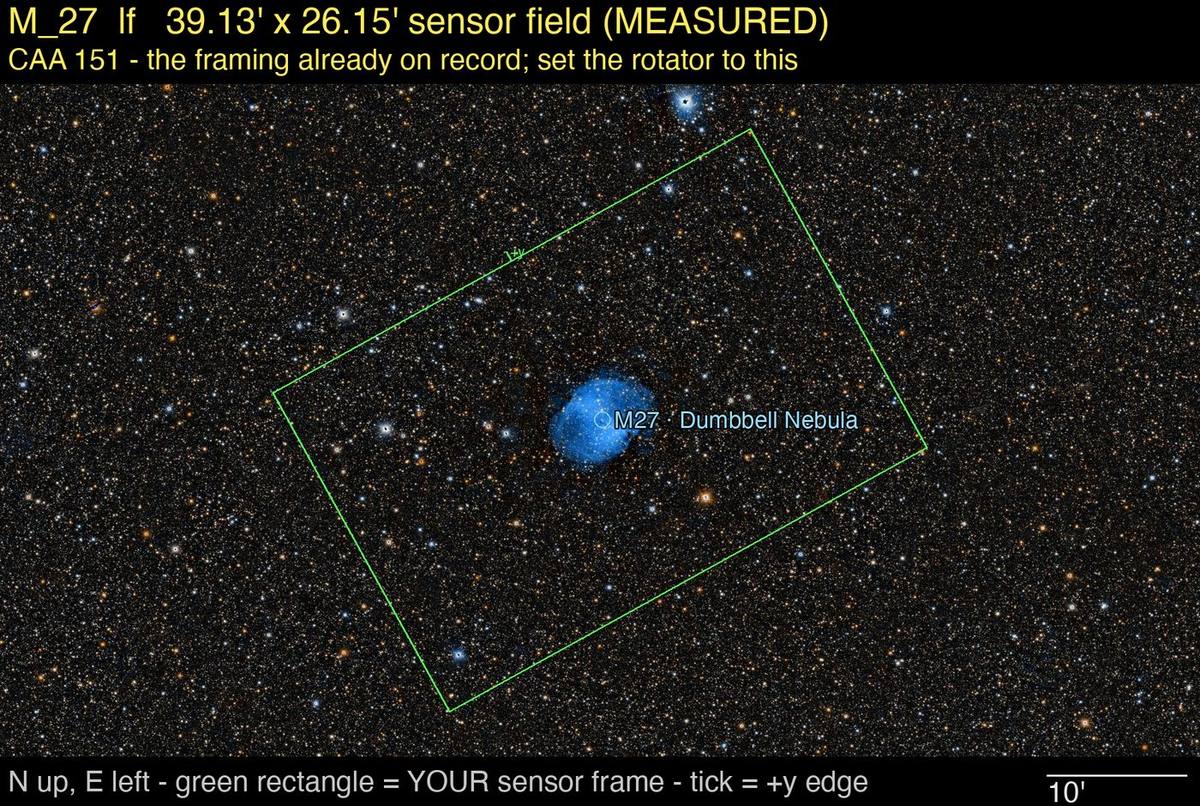 M_27 lf 39.13' x 26.15' sensor field (MEASURED)
CAA 151 - the framing already on record; set the rotator to this
+y
M27 · Dumbbell Nebula
N up, E left - green rectangle = YOUR sensor frame - tick = +y edge
10'